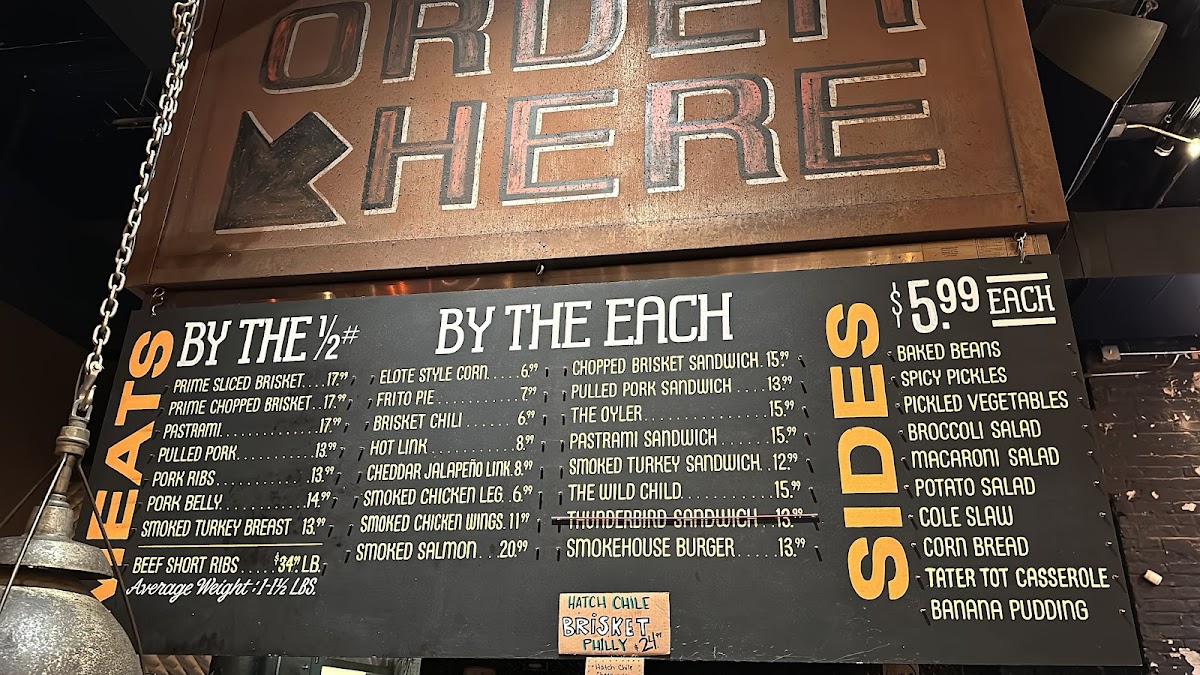 ORDER
HERE
MEATS
BY THE 1/2#
PRIME SLICED BRISKET....17.99
PRIME CHOPPED BRISKET..17.99
PASTRAMI............17.99
PULLED PORK..........13.99
PORK RIBS............13.99
PORK BELLY..........14.99
SMOKED TURKEY BREAST 13.99
BEEF SHORT RIBS.....$34.99 LB.
Average Weight: 1-1½ LBS.
BY THE EACH
ELOTE STYLE CORN.....6.99
FRITO PIE..........7.99
BRISKET CHILI.......6.99
HOT LINK...........8.99
CHEDDAR JALAPEÑO LINK.8.99
SMOKED CHICKEN LEG..6.99
SMOKED CHICKEN WINGS.11.99
SMOKED SALMON...20.99
CHOPPED BRISKET SANDWICH.15.99
PULLED PORK SANDWICH....13.99
THE OYLER...............15.99
PASTRAMI SANDWICH......15.99
SMOKED TURKEY SANDWICH..12.99
THE WILD CHILD..........15.99
THUNDERBIRD SANDWICH 13.99
SMOKEHOUSE BURGER.....13.99
SIDES
$5.99 EACH
BAKED BEANS
SPICY PICKLES
PICKLED VEGETABLES
BROCCOLI SALAD
MACARONI SALAD
POTATO SALAD
COLE SLAW
CORN BREAD
TATER TOT CASSEROLE
BANANA PUDDING
HATCH CHILE
BRISKET
PHILLY $24.99
Hatch Chile